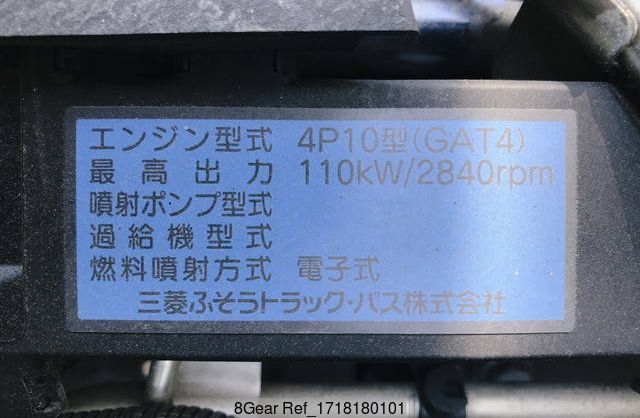 エンジン型式 4P10型(GAT4)
最高出力 110kW/2840rpm
噴射ポンプ型式
過給機型式
燃料噴射方式 電子式
三菱ふそうトラック・バス株式会社
8Gear Ref_1718180101